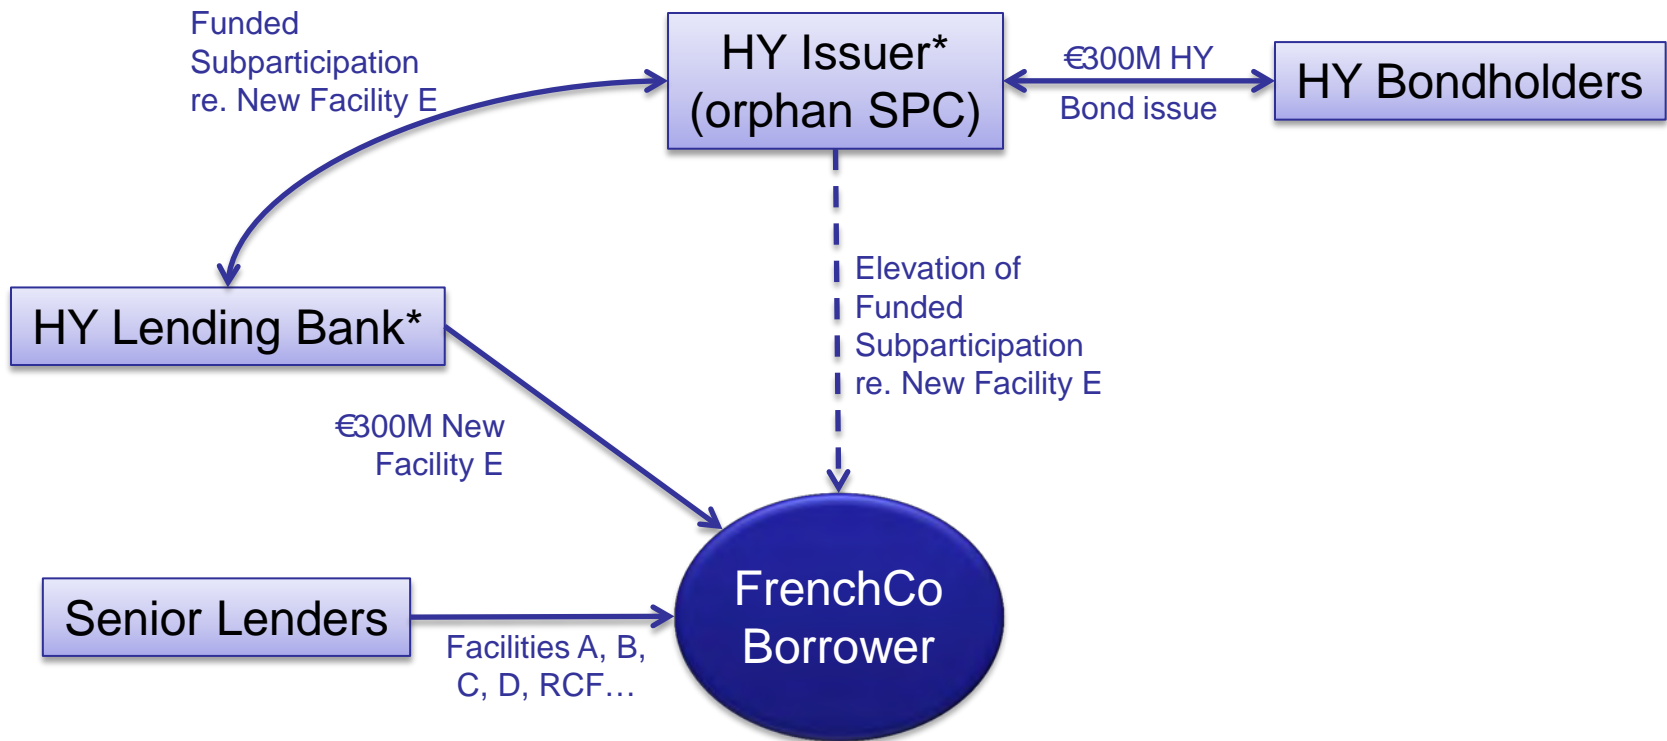 Funded
Subparticipation
re. New Facility E
HY Issuer*
(orphan SPC)
€300M HY
Bond issue
HY Bondholders
Elevation of
Funded
Subparticipation
re. New Facility E
HY Lending Bank*
€300M New
Facility E
Senior Lenders
Facilities A, B,
C, D, RCF…
FrenchCo
Borrower